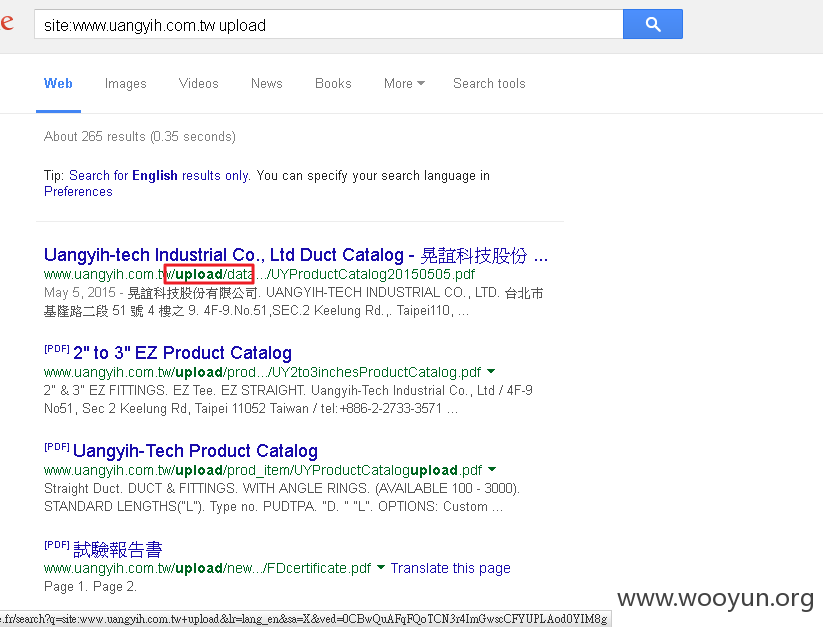 e
site:www.uangyih.com.tw upload
Web Images Videos News Books More Search tools
About 265 results (0.35 seconds)
Tip: Search for English results only. You can specify your search language in
Preferences
Uangyih-tech Industrial Co., Ltd Duct Catalog - 晃誼科技股份 ...
www.uangyih.com.tw/upload/data.../UYProductCatalog20150505.pdf
May 5, 2015 - 晃誼科技股份有限公司. UANGYIH-TECH INDUSTRIAL CO., LTD. 台北市
基隆路二段 51 號 4 樓之 9. 4F-9.No.51,SEC.2 Keelung Rd.,. Taipei110, ...
[PDF] 2" to 3" EZ Product Catalog
www.uangyih.com.tw/upload/prod.../UY2to3inchesProductCatalog.pdf
2" & 3" EZ FITTINGS. EZ Tee. EZ STRAIGHT. Uangyih-Tech Industrial Co., Ltd / 4F-9
No51, Sec 2 Keelung Rd, Taipei 11052 Taiwan / tel:+886-2-2733-3571 ...
[PDF] Uangyih-Tech Product Catalog
www.uangyih.com.tw/upload/prod_item/UYProductCatalogupload.pdf
Straight Duct. DUCT & FITTINGS. WITH ANGLE RINGS. (AVAILABLE 100 - 3000).
STANDARD LENGTHS("L"). Type no. PUDTPA. "D. " "L". OPTIONS: Custom ...
[PDF] 試驗報告書
www.uangyih.com.tw/upload/new.../FDcertificate.pdf Translate this page
Page 1. Page 2.
www.wooyun.org
e.fr/search?q=site:www.uangyih.com.tw+upload&lr=lang_en&sa=X&ved=0CBwQuAFqFQoTCN3r4ImGwscCFYUPLAod0YIM8g